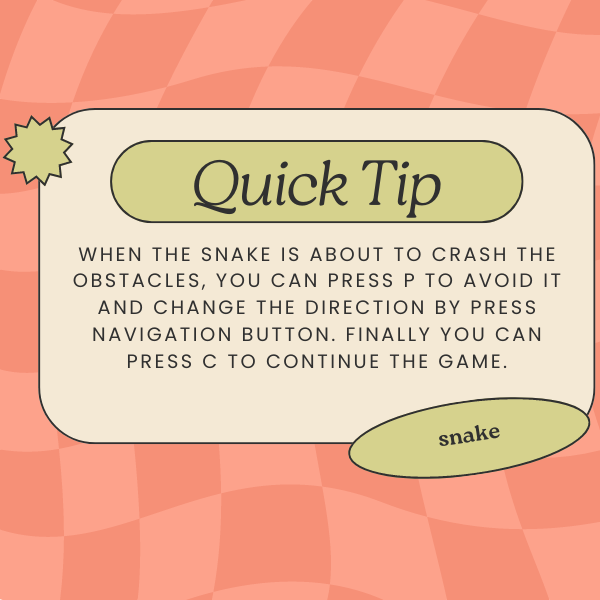 Quick Tip
WHEN THE SNAKE IS ABOUT TO CRASH THE
OBSTACLES, YOU CAN PRESS P TO AVOID IT
AND CHANGE THE DIRECTION BY PRESS
NAVIGATION BUTTON. FINALLY YOU CAN
PRESS C TO CONTINUE THE GAME.
snake